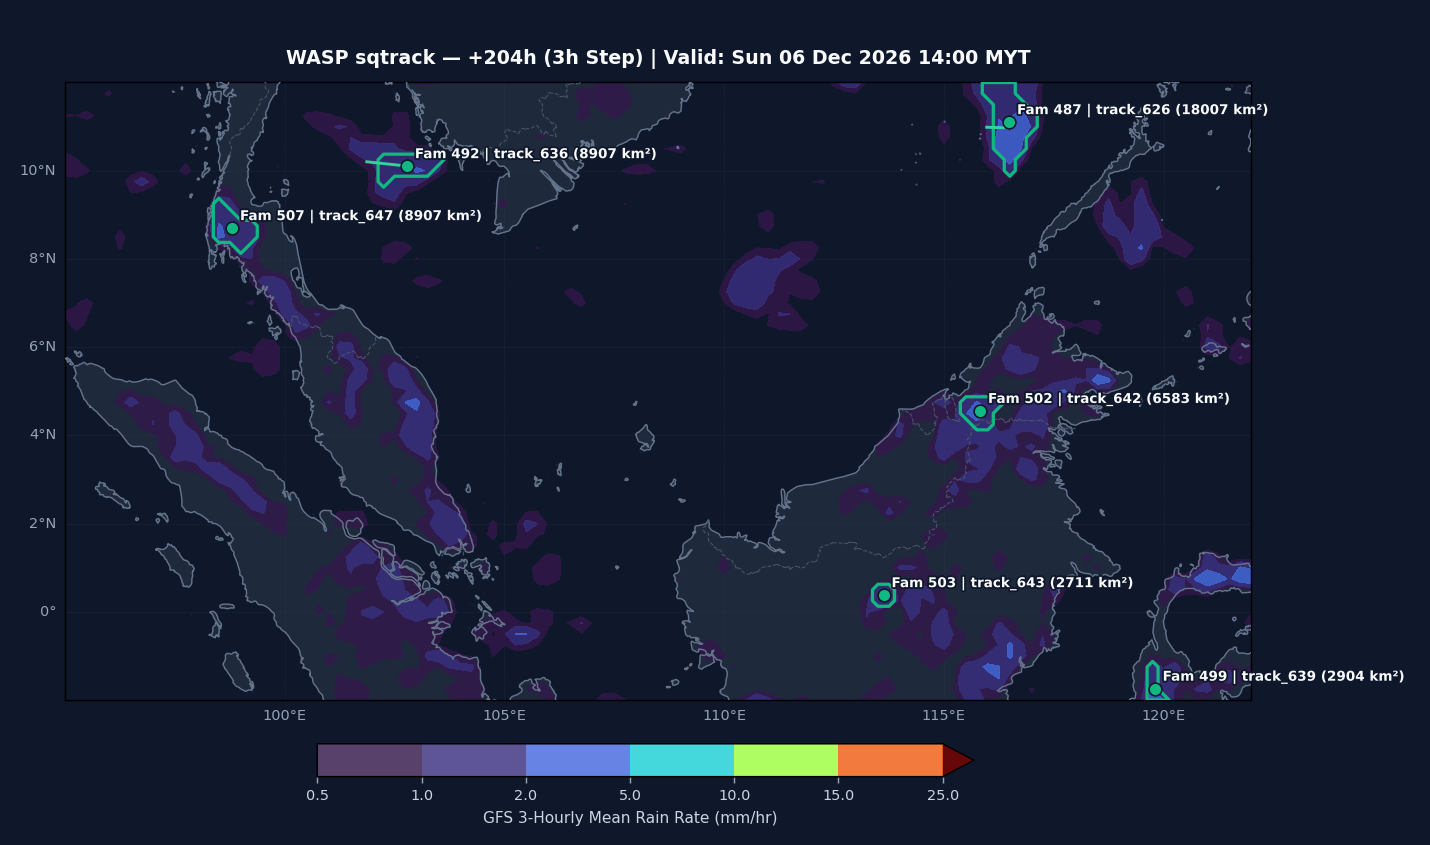 WASP sqtrack — +204h (3h Step) | Valid: Sun 06 Dec 2026 14:00 MYT
Fam 487 | track_626 (18007 km²)
Fam 492 | track_636 (8907 km²)
10°N
Fam 507 | track_647 (8907 km²)
8°N
6°N
Fam 502 | track_642 (6583 km²)
4°N
2°N
Fam 503 | track_643 (2711 km²)
0°
Fam 499 | track_639 (2904 km²)
100°E 105°E 110°E 115°E 120°E
0.5 1.0 2.0 5.0 10.0 15.0 25.0
GFS 3-Hourly Mean Rain Rate (mm/hr)